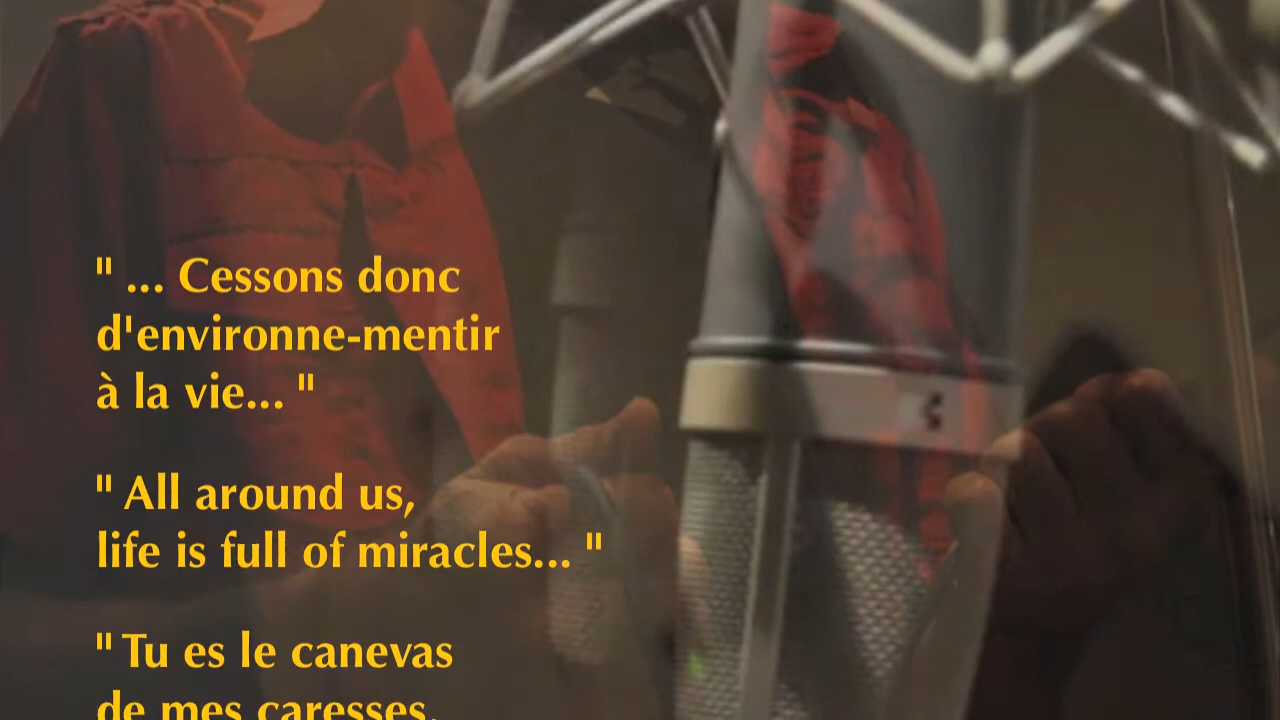 " ... Cessons donc
d'environne-mentir
à la vie... "
" All around us,
life is full of miracles... "
" Tu es le canevas
de mes caresses,